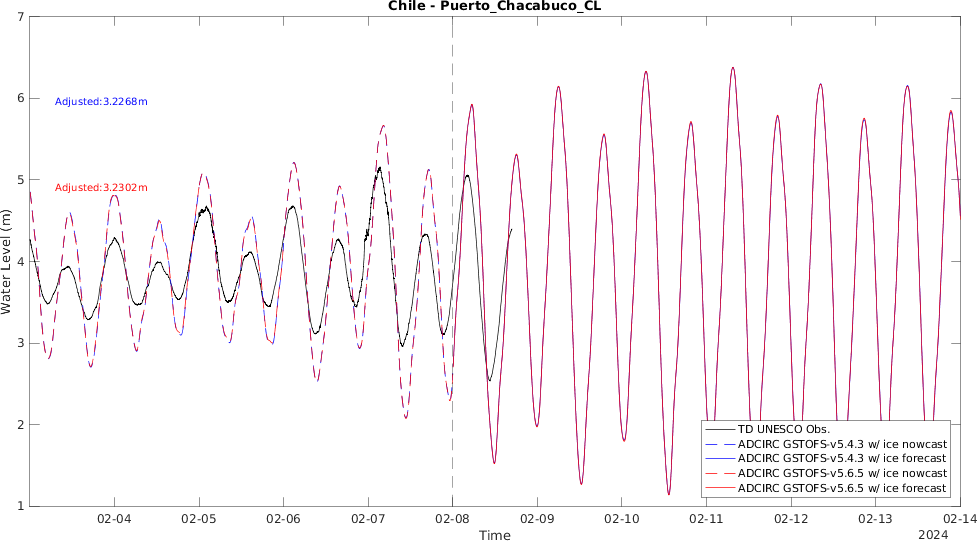 Chile - Puerto_Chacabuco_CL
7
6
5
4
3
2
1
Water Level (m)
Adjusted:3.2268m
Adjusted:3.2302m
TD UNESCO Obs.
ADCIRC GSTOFS-v5.4.3 w/ ice nowcast
ADCIRC GSTOFS-v5.4.3 w/ ice forecast
ADCIRC GSTOFS-v5.6.5 w/ ice nowcast
ADCIRC GSTOFS-v5.6.5 w/ ice forecast
02-04 02-05 02-06 02-07 02-08 02-09 02-10 02-11 02-12 02-13 02-14
Time
2024